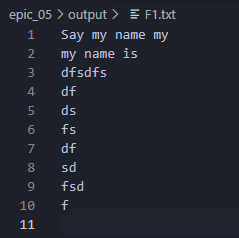 epic_05 > output > F1.txt
1 Say my name my
2 my name is
3 dfsdfs
4 df
5 ds
6 fs
7 df
8 sd
9 fsd
10 f
11